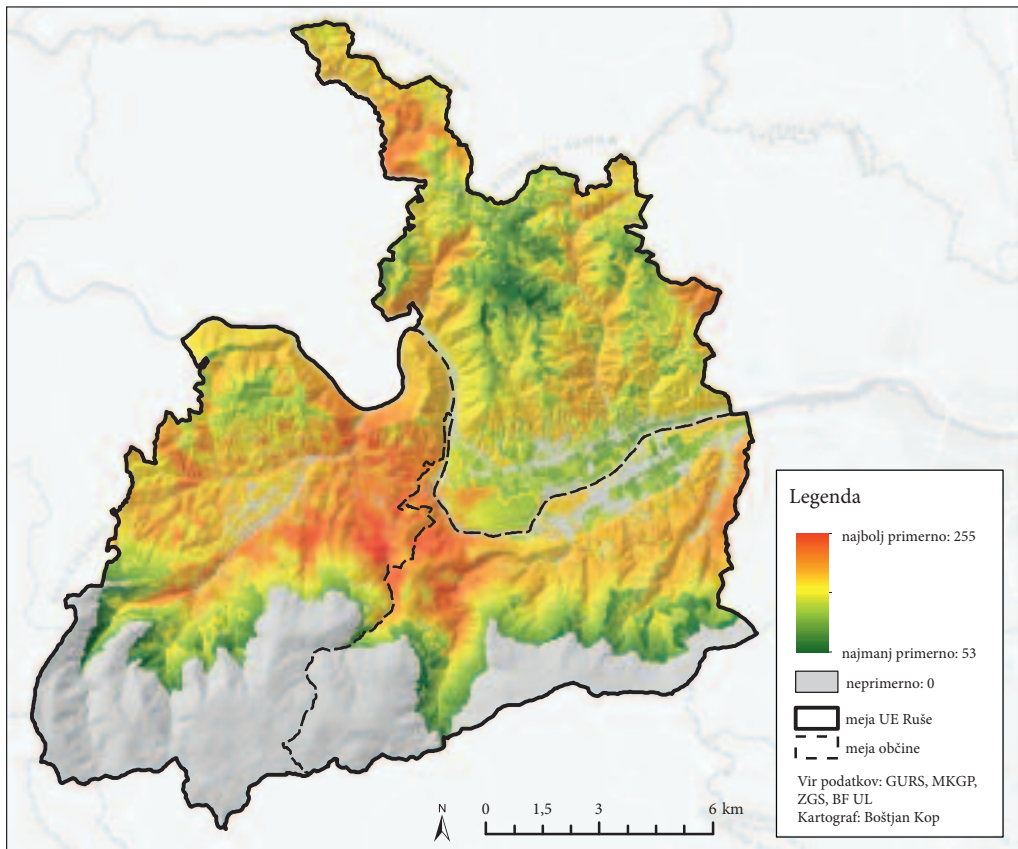 Legenda
najbolj primerno: 255
najmanj primerno: 53
neprimerno: 0
meja UE Ruše
meja občine
Vir podatkov: GURS, MKGP,
ZGS, BF UL
Kartograf: Boštjan Kop
N
0 1,5 3 6 km